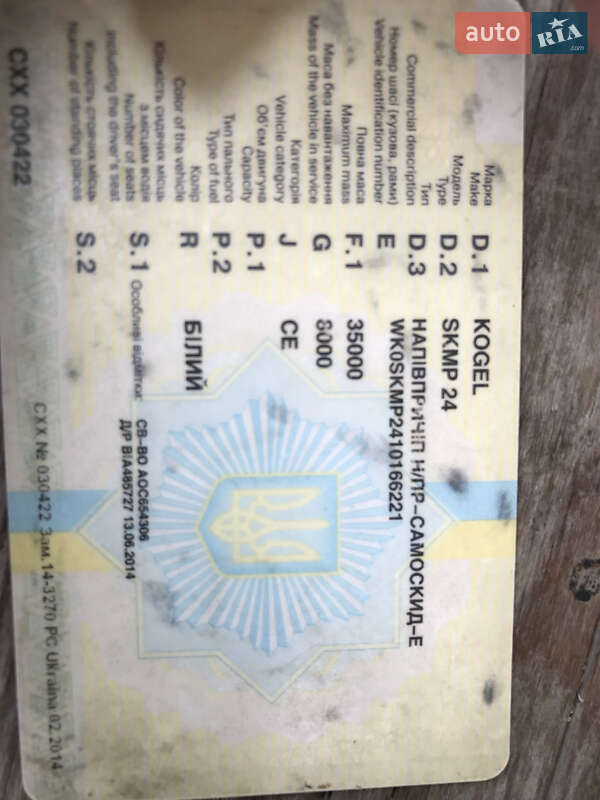 auto RIA .com
Марка
Make
D.1 KOGEL
Модель
Type
D.2 SKMP 24
Тип
Commercial description
D.3 НАПІВПРИЧІП Н/ПР-САМОСКИД-Е
Номер шасі (кузова, рами)
Vehicle identification number
E WK0SKMP2410166221
Повна маса
Maximum mass
F.1 35000
Маса без навантаження
Mass of the vehicle in service
G 8000
Категорія
Vehicle category
J CE
Об'єм двигуна
Capacity
P.1
Тип пального
Type of fuel
P.2
Колір
Color of the vehicle
R БІЛИЙ
Кількість сидячих місць
з місцем водія
Number of seats
including the driver's seat
S.1 Особливі відмітки:
СВ-ВО АОС654306
Д/Р ВІА485727 13.06.2014
Кількість стоячих місць
Number of standing places
S.2
СХХ 030422
СХХ № 030422 Зам.14-3270 РС Ukraina 02.2014